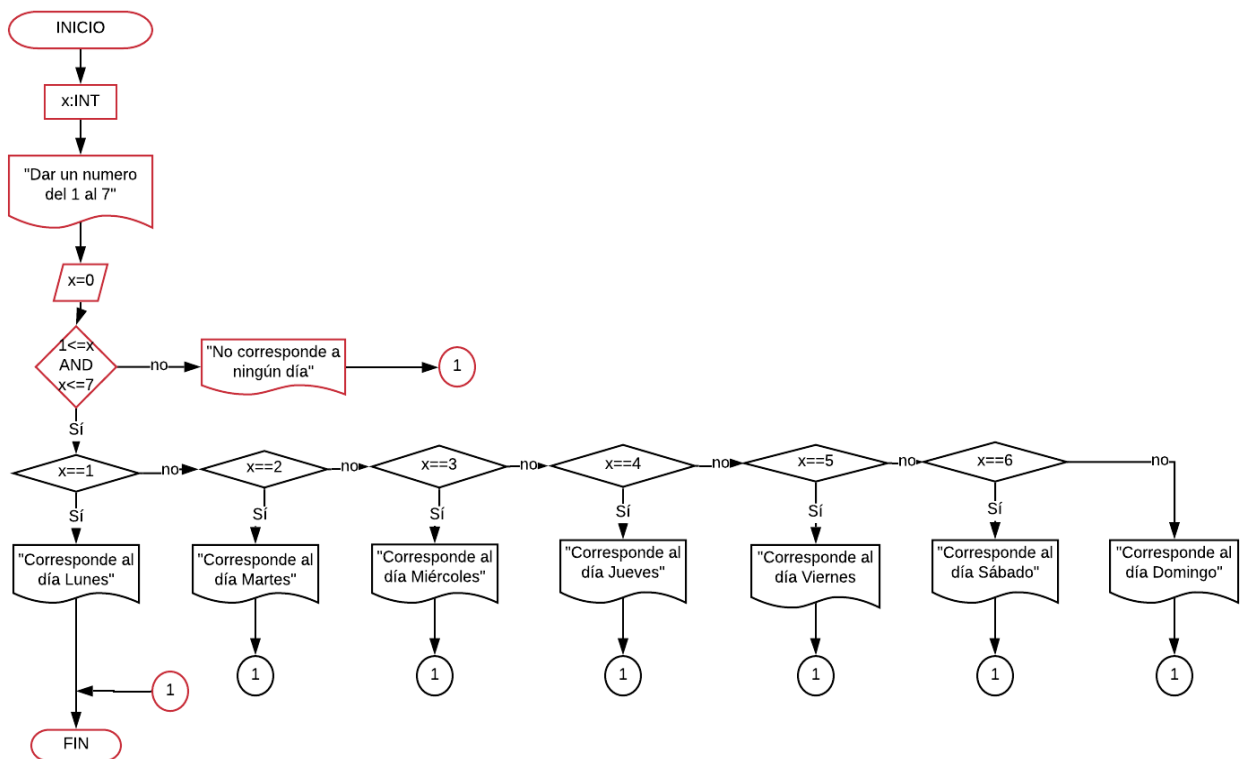 INICIO
x:INT
"Dar un numero
del 1 al 7"
x=0
1<=x
AND
x<=7
no
"No corresponde a
ningún día"
1
Sí
x==1
no
x==2
no
x==3
no
x==4
no
x==5
no
x==6
no
Sí
Sí
Sí
Sí
Sí
Sí
"Corresponde al
día Lunes"
"Corresponde al
día Martes"
"Corresponde al
día Miércoles"
"Corresponde al
día Jueves"
"Corresponde al
día Viernes
"Corresponde al
día Sábado"
"Corresponde al
día Domingo"
1
1
1
1
1
1
1
FIN